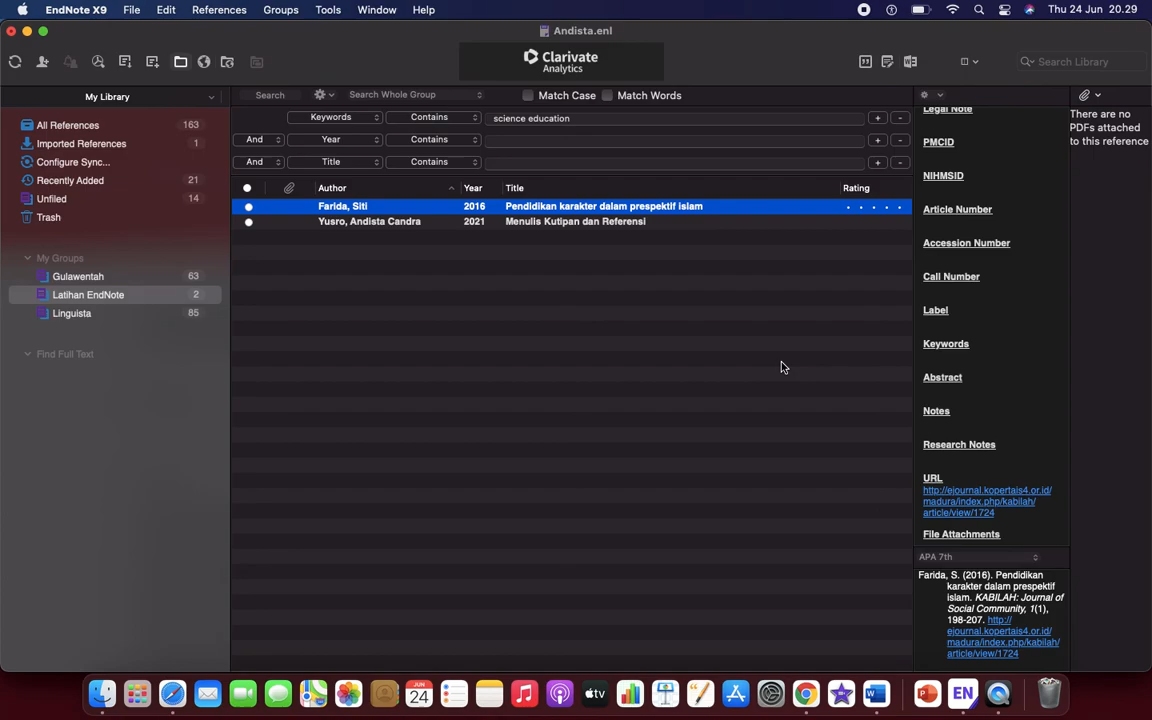 EndNote X9 File Edit References Groups Tools Window Help Thu 24 Jun 20.29
Andista.enl
Clarivate
Analytics
Search Library
My Library
Search Search Whole Group Match Case Match Words
Keywords Contains science education + -
And Year Contains + -
And Title Contains + -
Author Year Title Rating
Farida, Siti 2016 Pendidikan karakter dalam prespektif islam
Yusro, Andista Candra 2021 Menulis Kutipan dan Referensi
All References 163
Imported References 1
Configure Sync...
Recently Added 21
Unfiled 14
Trash
My Groups
Gulawentah 63
Latihan EndNote 2
Linguista 85
Find Full Text
Legal Note
PMCID
NIHMSID
Article Number
Accession Number
Call Number
Label
Keywords
Abstract
Notes
Research Notes
URL
http://ejournal.kopertais4.or.id/
madura/index.php/kabilah/
article/view/1724
File Attachments
APA 7th
Farida, S. (2016). Pendidikan
karakter dalam prespektif
islam. KABILAH: Journal of
Social Community, 1(1),
198-207. http://
ejournal.kopertais4.or.id/
madura/index.php/kabilah/
article/view/1724
There are no
PDFs attached
to this reference
JUN
24
tv
EN